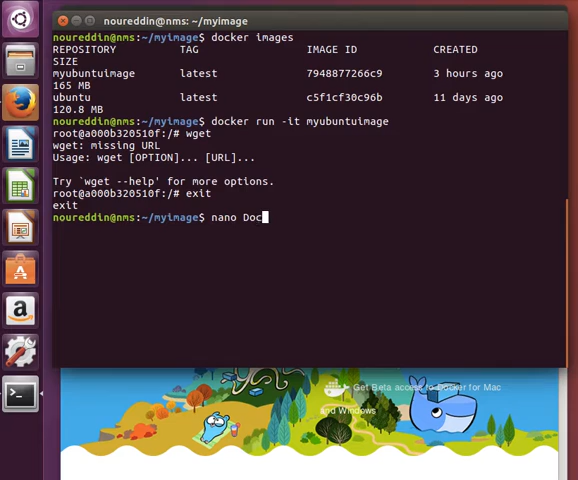 noureddin@nms: ~/myimage
noureddin@nms:~/myimage$ docker images
REPOSITORY TAG IMAGE ID CREATED
SIZE
myubuntuimage latest 7948877266c9 3 hours ago
165 MB
ubuntu latest c5f1cf30c96b 11 days ago
120.8 MB
noureddin@nms:~/myimage$ docker run -it myubuntuimage
root@a000b320510f:/# wget
wget: missing URL
Usage: wget [OPTION]... [URL]...
Try `wget --help' for more options.
root@a000b320510f:/# exit
exit
noureddin@nms:~/myimage$ nano Doc
Get Beta access to Docker for Mac
and Windows